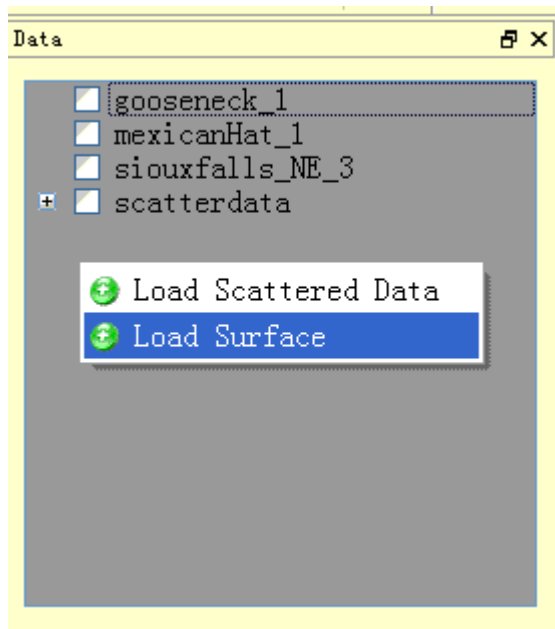 Data
gooseneck_1
mexicanHat_1
siouxfalls_NE_3
scatterdata
Load Scattered Data
Load Surface